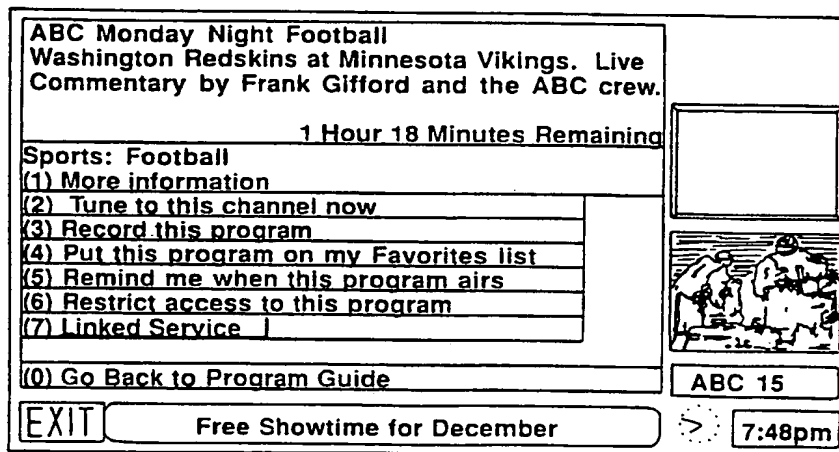 ABC Monday Night Football
Washington Redskins at Minnesota Vikings. Live
Commentary by Frank Gifford and the ABC crew.
1 Hour 18 Minutes Remaining
Sports: Football
(1) More information
(2) Tune to this channel now
(3) Record this program
(4) Put this program on my Favorites list
(5) Remind me when this program airs
(6) Restrict access to this program
(7) Linked Service
(0) Go Back to Program Guide
ABC 15
EXIT
Free Showtime for December
7:48pm